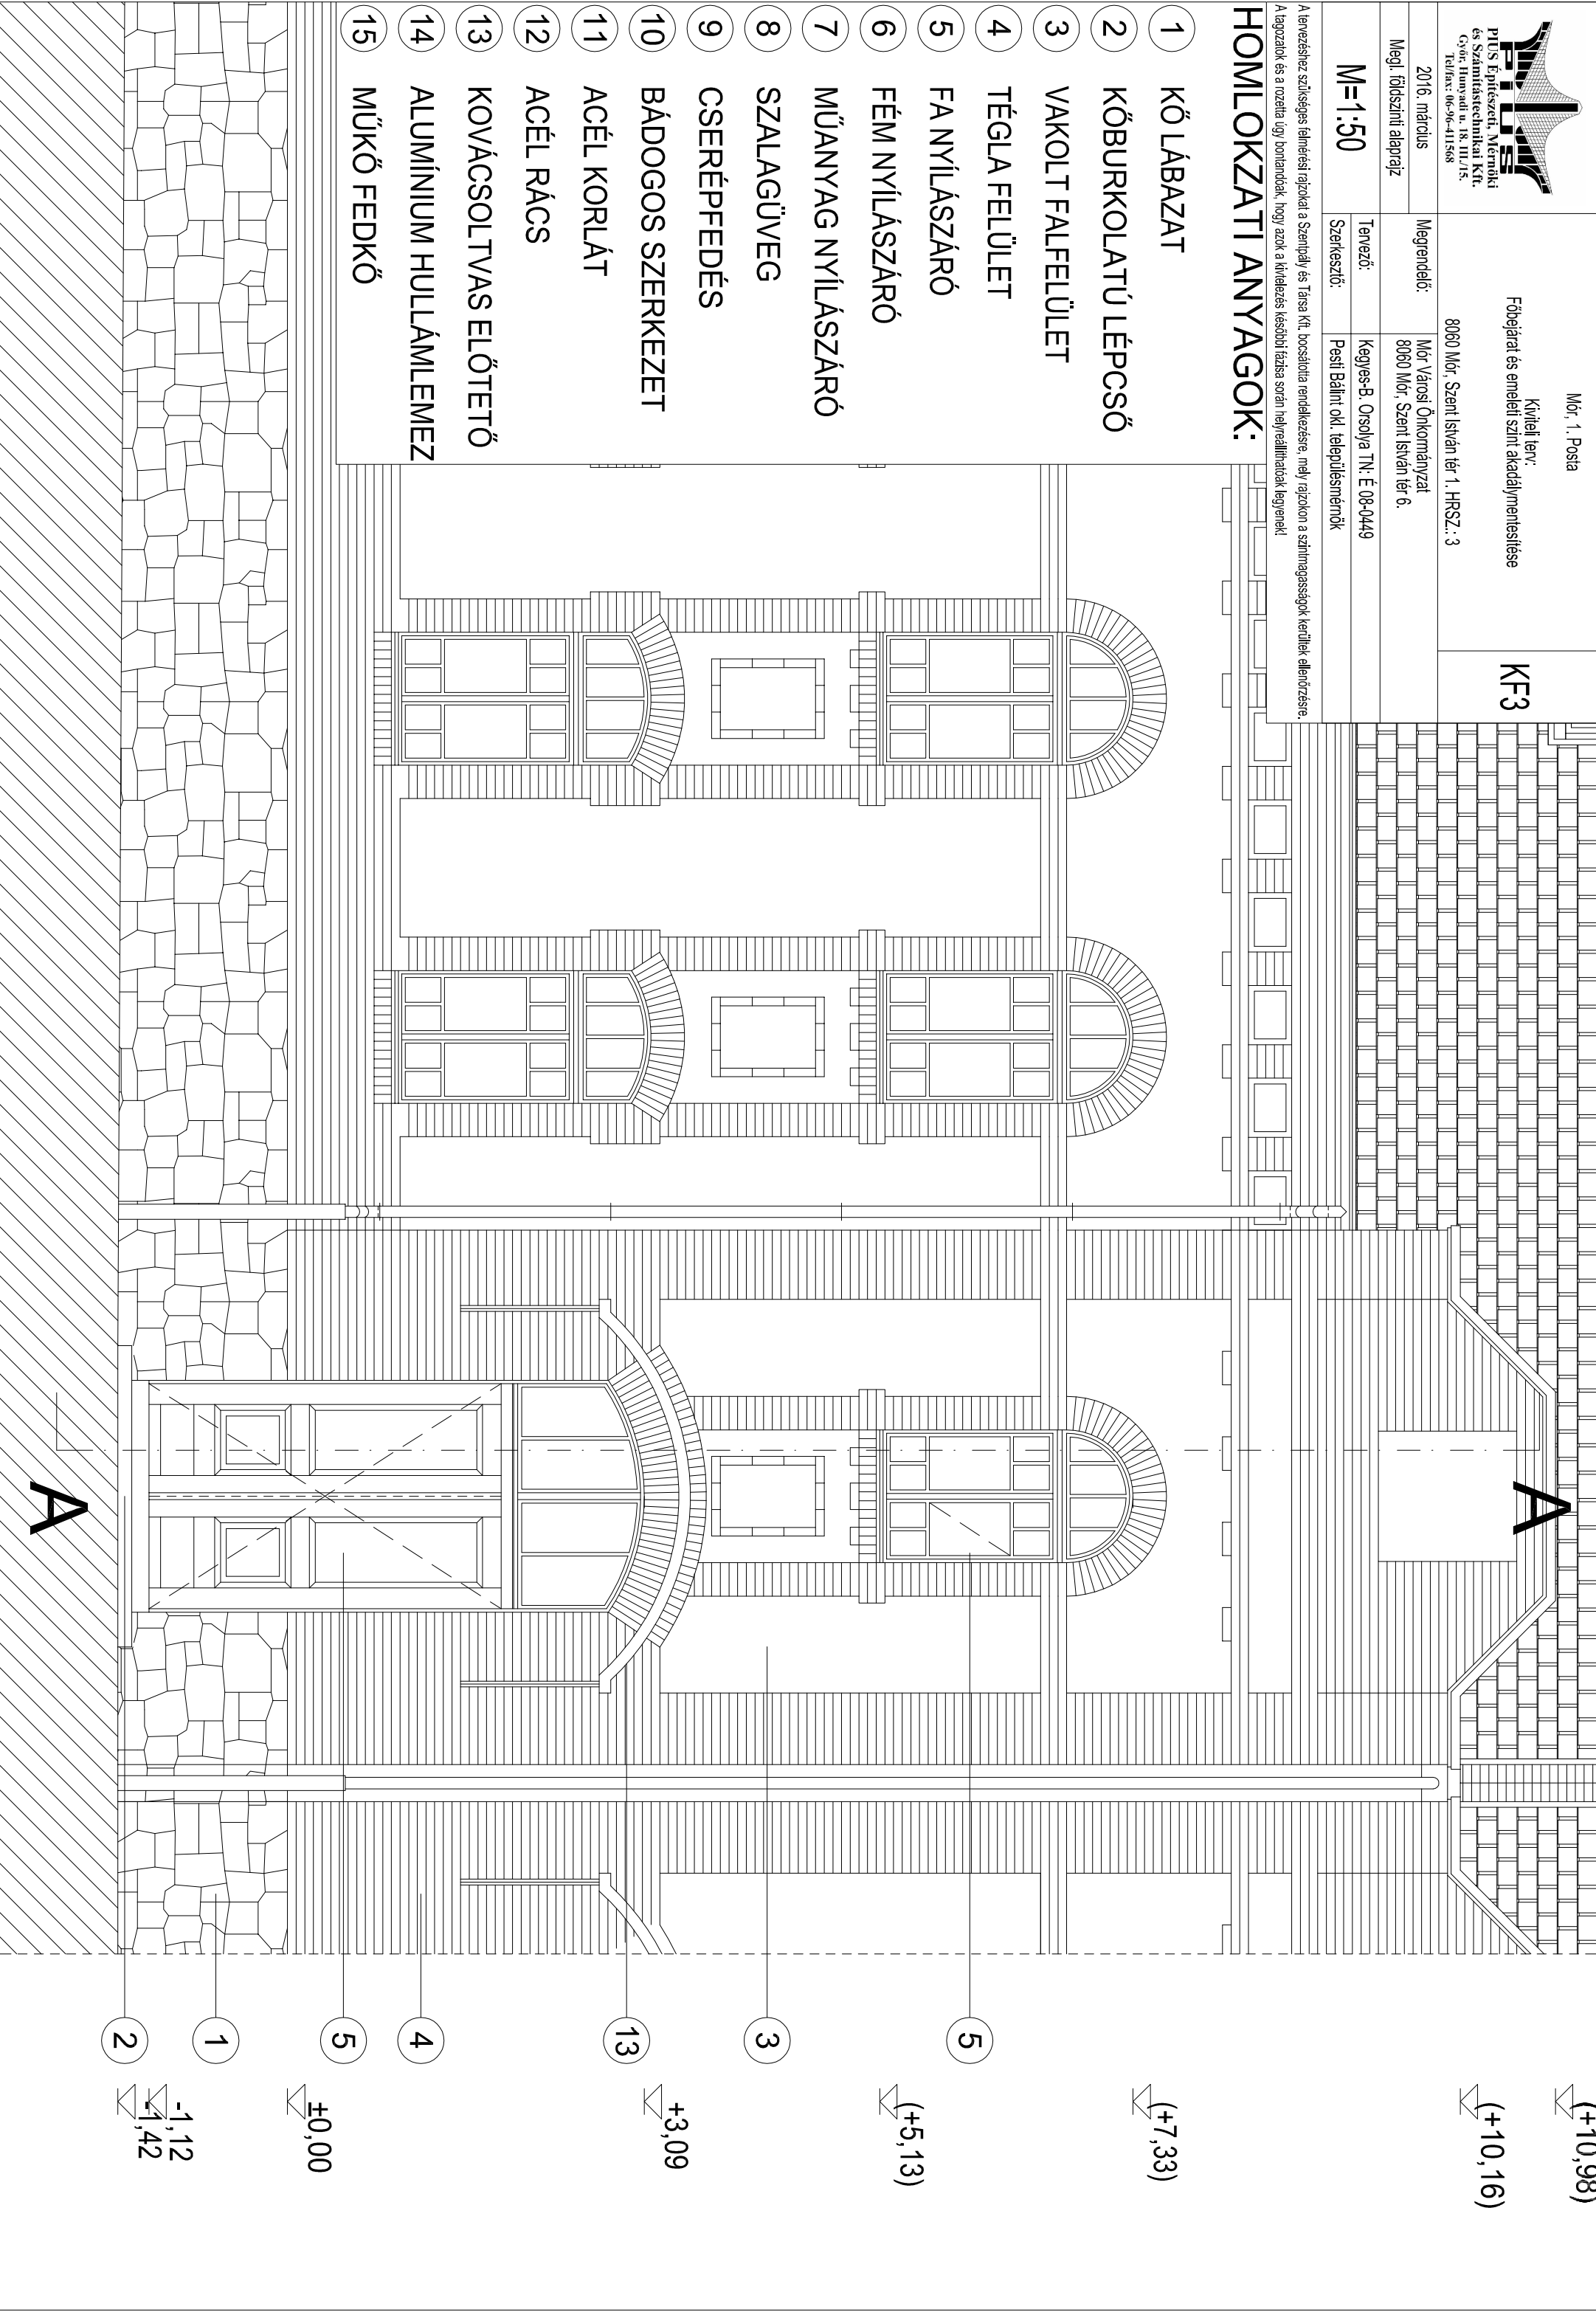 PIUS
PIUS Építészeti, Mérnöki
és Számítástechnikai Kft.
Győr, Hunyadi u. 18. III./15.
Tel/fax: 06-96-411568
Mór, 1. Posta
Kiviteli terv:
Főbejárat és emeleti szint akadálymentesítése
8060 Mór, Szent István tér 1. HRSZ.: 3
KF3
2016. március
Megl. földszinti alaprajz
M=1:50
Megrendelő:
Mór Városi Önkormányzat
8060 Mór, Szent István tér 6.
Tervező:
Kegyes-B. Orsolya TN: É 08-0449
Szerkesztő:
Pesti Bálint okl. településmérnök
A tervezéshez szükséges felmérési rajzokat a Szentpály és Társa Kft. bocsátotta rendelkezésre, mely rajzokon a szintmagasságok kerültek ellenőrzésre.
A tagozatok és a rozetta úgy bontandóak, hogy azok a kivitelezés későbbi fázisa során helyreállíthatóak legyenek!
HOMLOKZATI ANYAGOK:
1 KŐ LÁBAZAT
2 KŐBURKOLATÚ LÉPCSŐ
3 VAKOLT FALFELÜLET
4 TÉGLA FELÜLET
5 FA NYÍLÁSZÁRÓ
6 FÉM NYÍLÁSZÁRÓ
7 MŰANYAG NYÍLÁSZÁRÓ
8 SZALAGÜVEG
9 CSERÉPFEDÉS
10 BÁDOGOS SZERKEZET
11 ACÉL KORLÁT
12 ACÉL RÁCS
13 KOVÁCSOLTVAS ELŐTETŐ
14 ALUMÍNIUM HULLÁMLEMEZ
15 MŰKŐ FEDKŐ
A
A
5
3
13
4
5
1
2
(+10,98)
(+10,16)
(+7,33)
(+5,13)
+3,09
±0,00
-1,12
-1,42